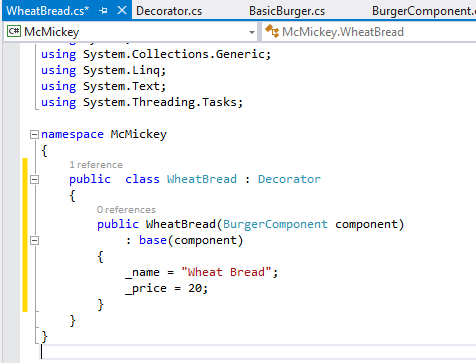 WheatBread.cs* Decorator.cs BasicBurger.cs BurgerComponent.
C# McMickey McMickey.WheatBread
using System.Collections.Generic;
using System.Linq;
using System.Text;
using System.Threading.Tasks;
namespace McMickey
{
1 reference
public class WheatBread : Decorator
{
0 references
public WheatBread(BurgerComponent component)
: base(component)
{
_name = "Wheat Bread";
_price = 20;
}
}
}